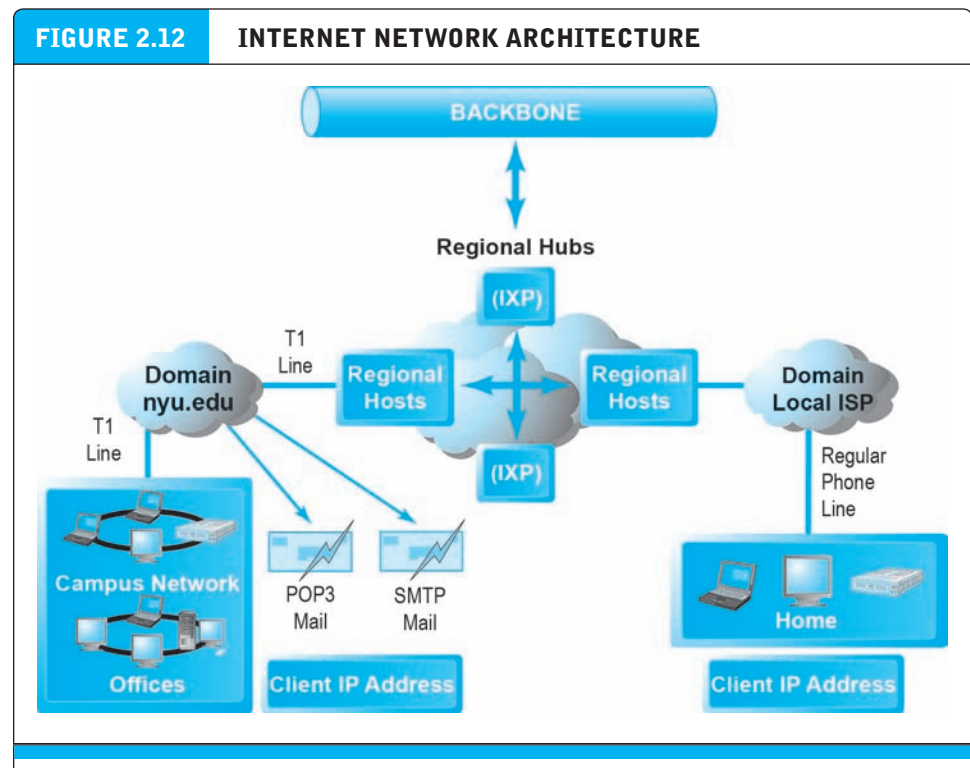 FIGURE 2.12 INTERNET NETWORK ARCHITECTURE
BACKBONE
Regional Hubs
(IXP)
T1
Line
Domain
nyu.edu
Regional
Hosts
Regional
Hosts
Domain
Local ISP
T1
Line
(IXP)
Regular
Phone
Line
Campus Network
POP3
Mail
SMTP
Mail
Home
Offices
Client IP Address
Client IP Address